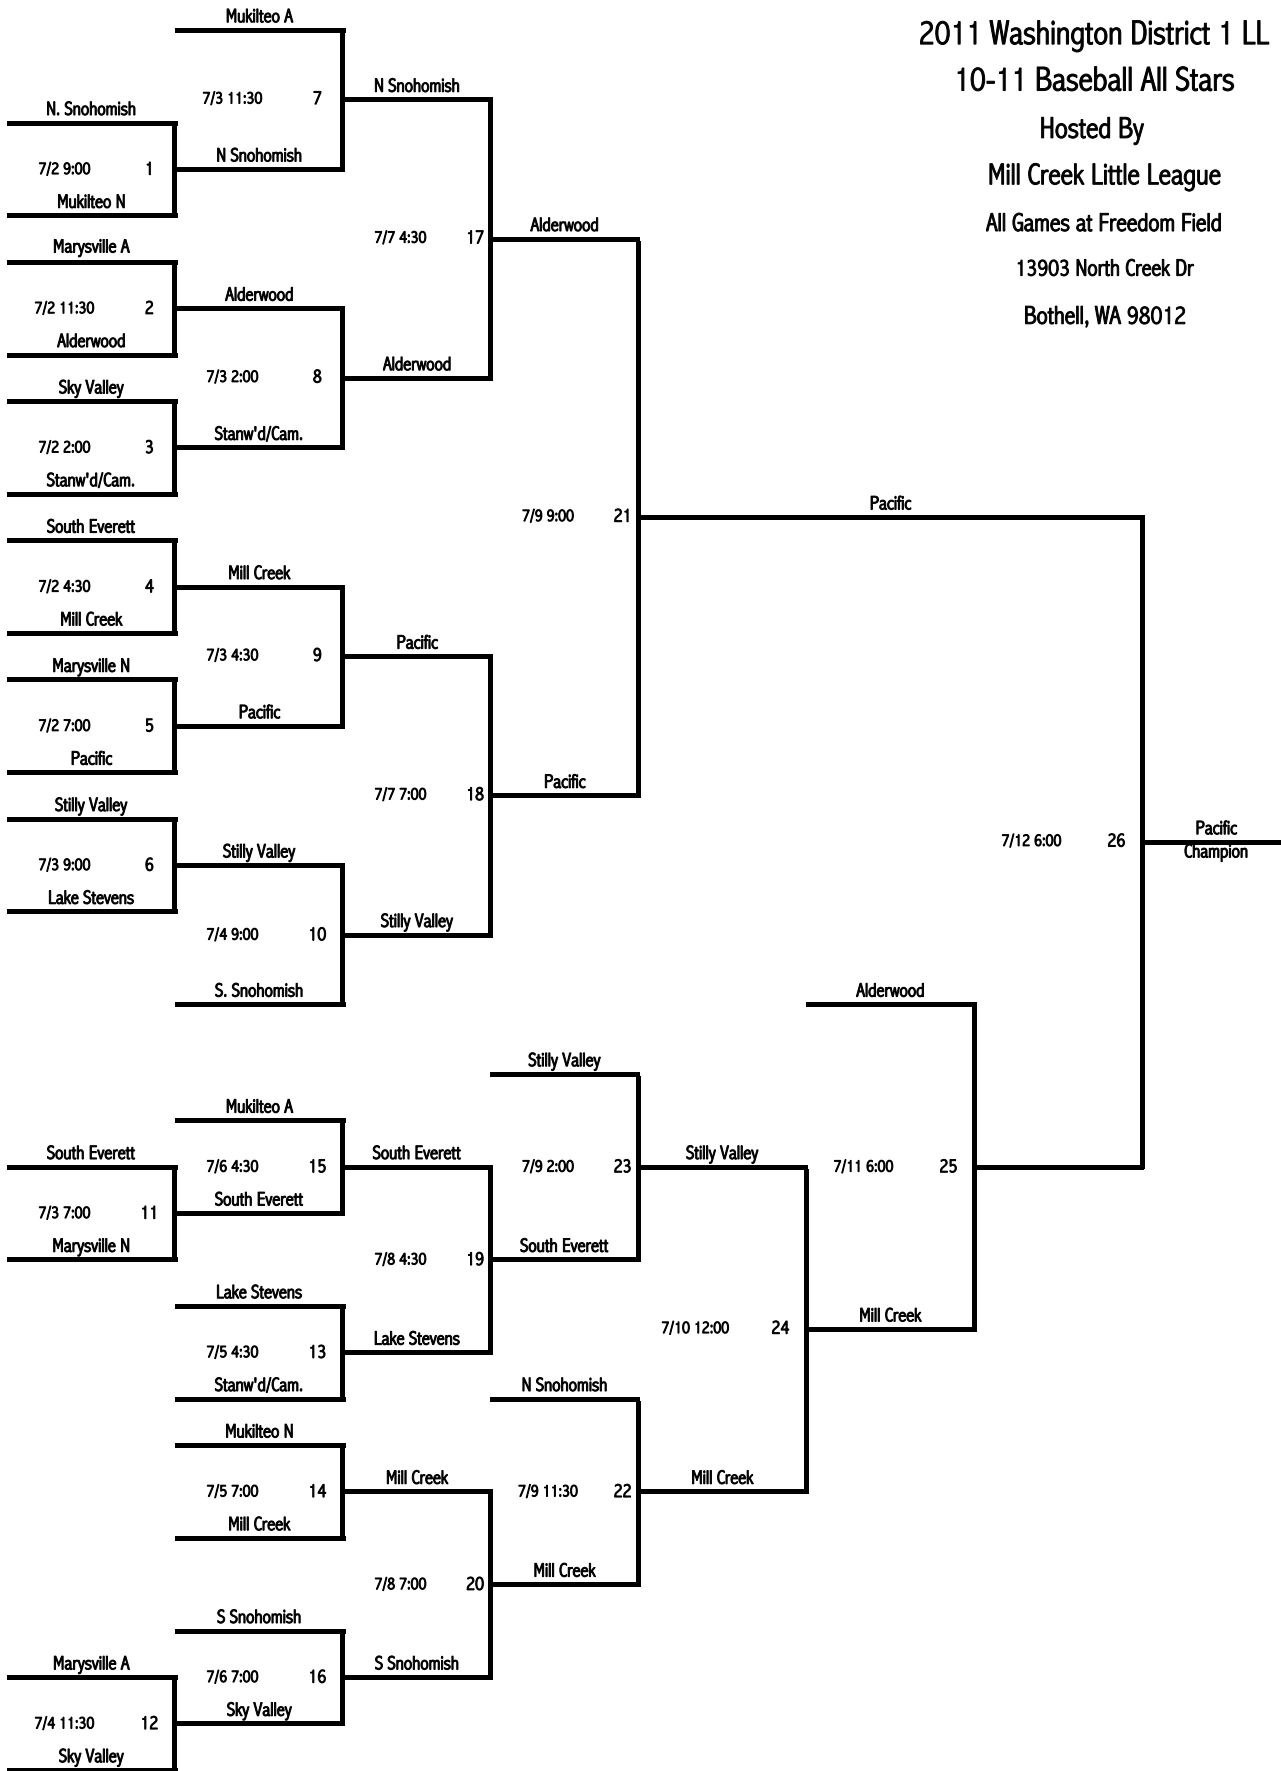 2011 Washington District 1 LL
10-11 Baseball All Stars
Hosted By
Mill Creek Little League
All Games at Freedom Field
13903 North Creek Dr
Bothell, WA 98012
Mukilteo A
7/3 11:30 7
N Snohomish
N. Snohomish
7/2 9:00 1
N Snohomish
Mukilteo N
Marysville A
7/7 4:30 17
Alderwood
7/2 11:30 2
Alderwood
Alderwood
7/3 2:00 8
Alderwood
Sky Valley
7/2 2:00 3
Stanw'd/Cam.
Stanw'd/Cam.
7/9 9:00 21
Pacific
South Everett
7/2 4:30 4
Mill Creek
Mill Creek
7/3 4:30 9
Pacific
Marysville N
7/2 7:00 5
Pacific
Pacific
7/7 7:00 18
Pacific
Stilly Valley
7/3 9:00 6
Stilly Valley
Lake Stevens
7/4 9:00 10
Stilly Valley
S. Snohomish
7/12 6:00 26
Pacific
Champion
Alderwood
Stilly Valley
Mukilteo A
South Everett
7/6 4:30 15
South Everett
7/9 2:00 23
Stilly Valley
7/11 6:00 25
South Everett
7/3 7:00 11
Marysville N
7/8 4:30 19
South Everett
Lake Stevens
7/5 4:30 13
Lake Stevens
Stanw'd/Cam.
7/10 12:00 24
Mill Creek
N Snohomish
Mukilteo N
7/5 7:00 14
Mill Creek
Mill Creek
7/9 11:30 22
Mill Creek
7/8 7:00 20
Mill Creek
S Snohomish
Marysville A
7/6 7:00 16
S Snohomish
Sky Valley
7/4 11:30 12
Sky Valley